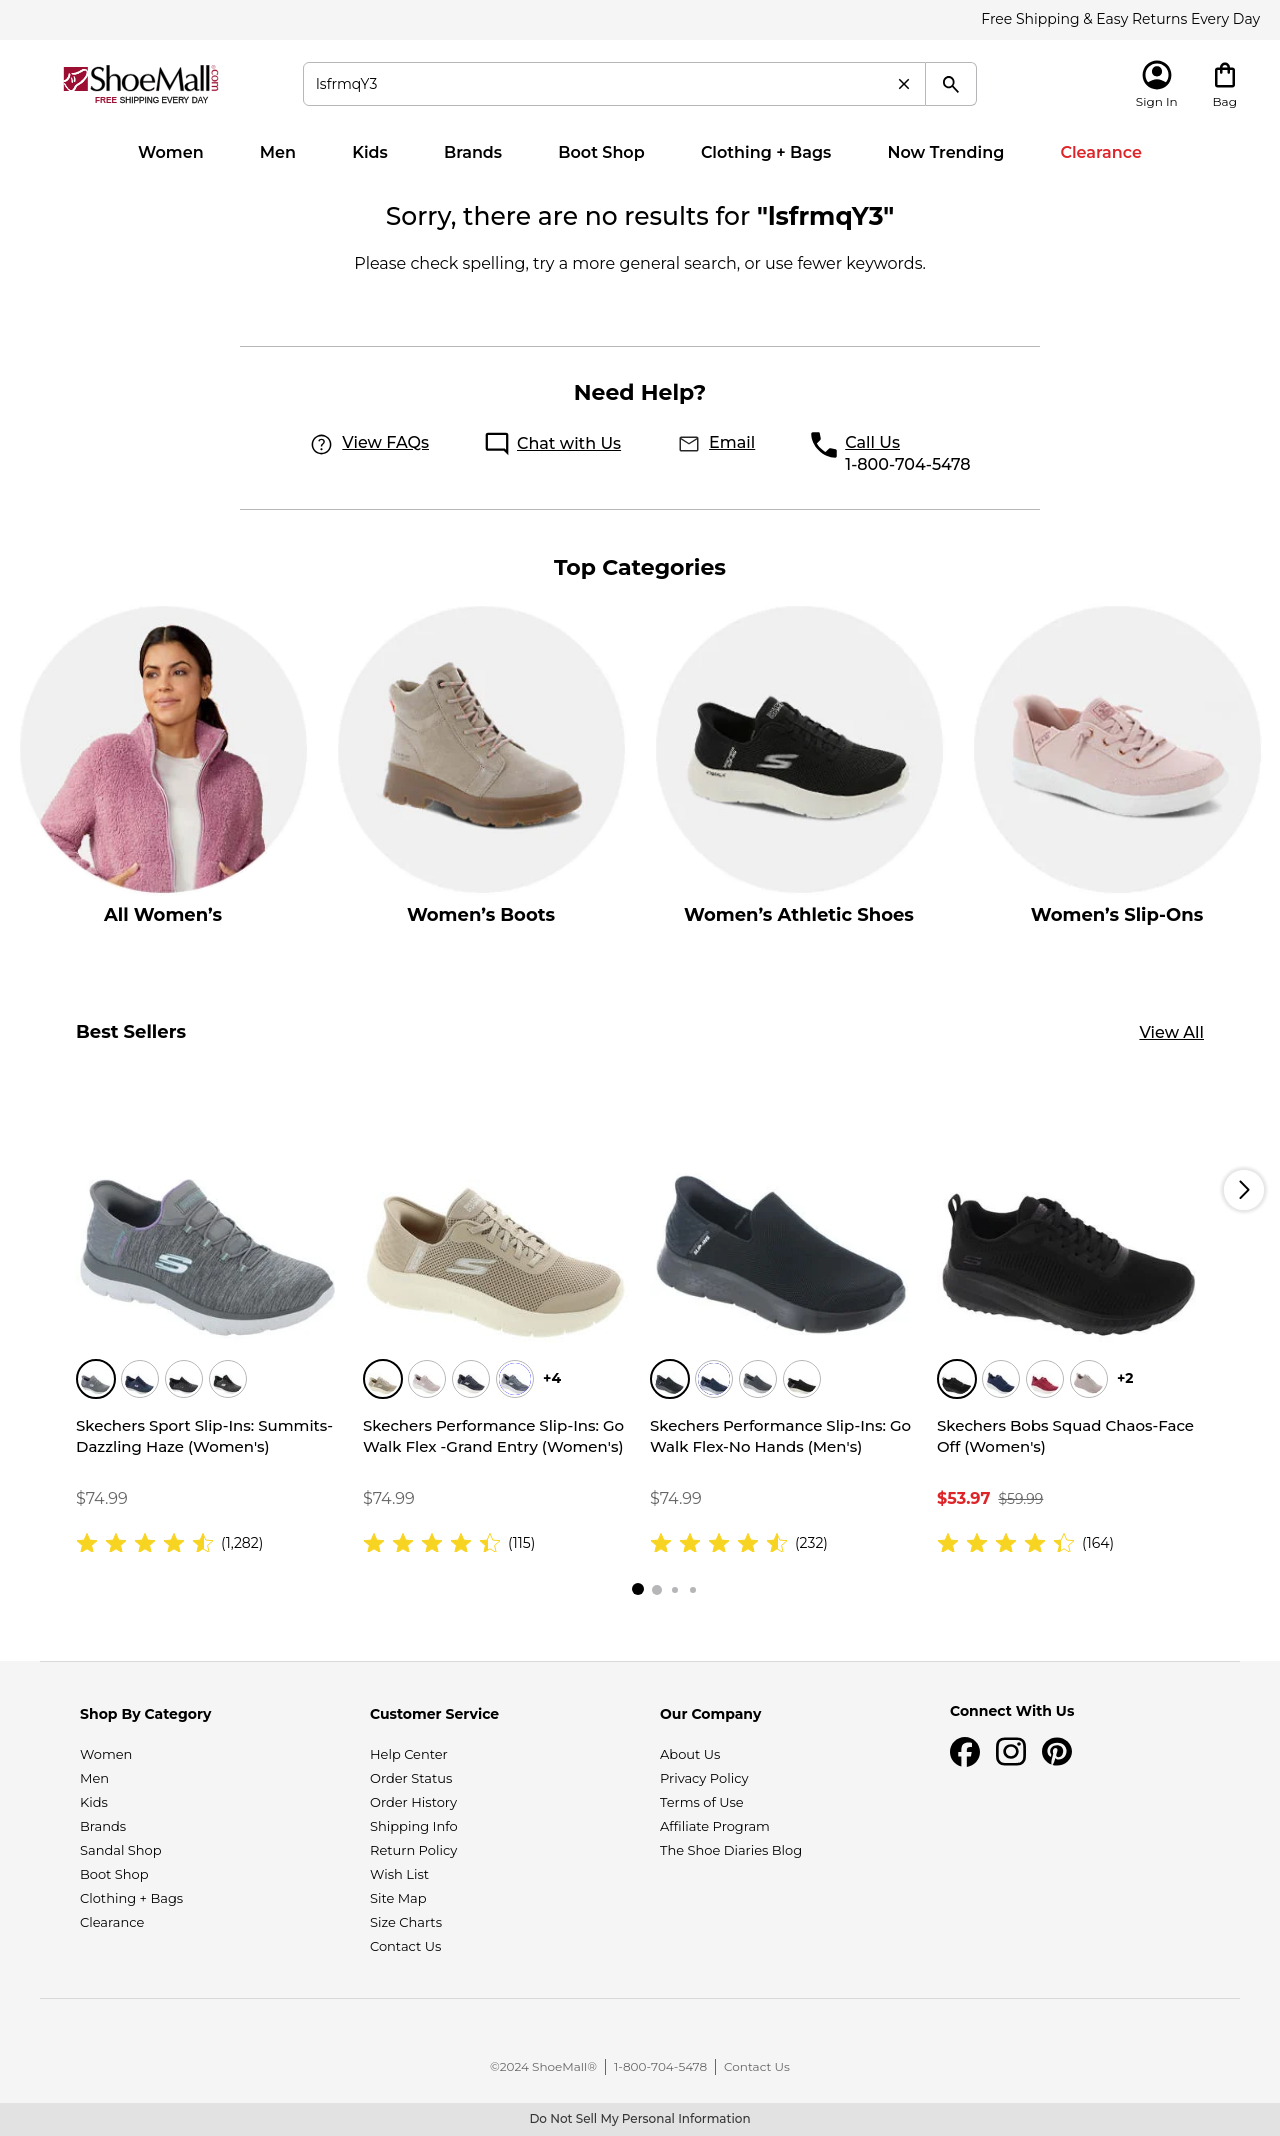 Free Shipping & Easy Returns Every Day
ShoeMall.com
FREE SHIPPING EVERY DAY
lsfrmqY3
Sign In
Bag
Women Men Kids Brands Boot Shop Clothing + Bags Now Trending Clearance
Sorry, there are no results for "lsfrmqY3"
Please check spelling, try a more general search, or use fewer keywords.
Need Help?
View FAQs Chat with Us Email Call Us
1-800-704-5478
Top Categories
All Women’s Women’s Boots Women’s Athletic Shoes Women’s Slip-Ons
Best Sellers View All
+4
+2
Skechers Sport Slip-Ins: Summits-
Dazzling Haze (Women's)
$74.99
(1,282)
Skechers Performance Slip-Ins: Go
Walk Flex -Grand Entry (Women's)
$74.99
(115)
Skechers Performance Slip-Ins: Go
Walk Flex-No Hands (Men's)
$74.99
(232)
Skechers Bobs Squad Chaos-Face
Off (Women's)
$53.97 $59.99
(164)
Shop By Category
Women
Men
Kids
Brands
Sandal Shop
Boot Shop
Clothing + Bags
Clearance
Customer Service
Help Center
Order Status
Order History
Shipping Info
Return Policy
Wish List
Site Map
Size Charts
Contact Us
Our Company
About Us
Privacy Policy
Terms of Use
Affiliate Program
The Shoe Diaries Blog
Connect With Us
©2024 ShoeMall® | 1-800-704-5478 | Contact Us
Do Not Sell My Personal Information